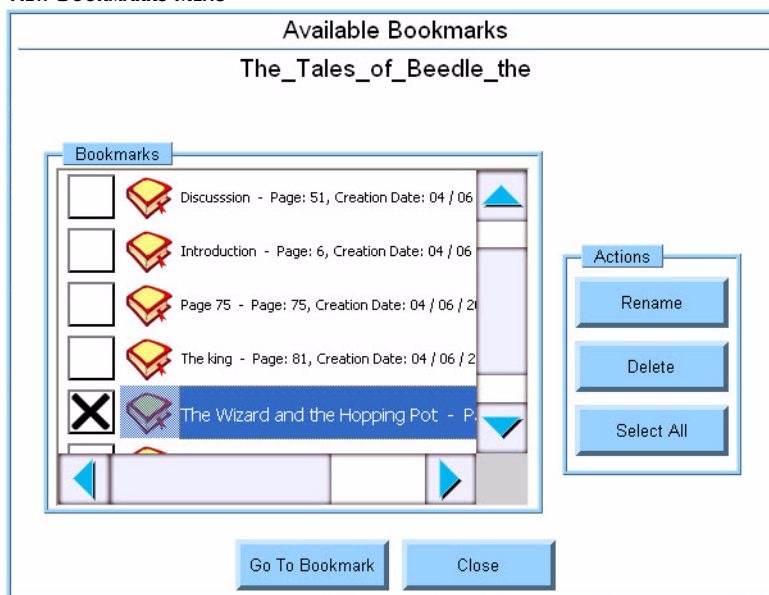 Available Bookmarks
The_Tales_of_Beedle_the
Bookmarks
Discusssion - Page: 51, Creation Date: 04 / 06
Introduction - Page: 6, Creation Date: 04 / 06
Page 75 - Page: 75, Creation Date: 04 / 06 / 20
The king - Page: 81, Creation Date: 04 / 06 / 2
The Wizard and the Hopping Pot - P
Actions
Rename
Delete
Select All
Go To Bookmark
Close